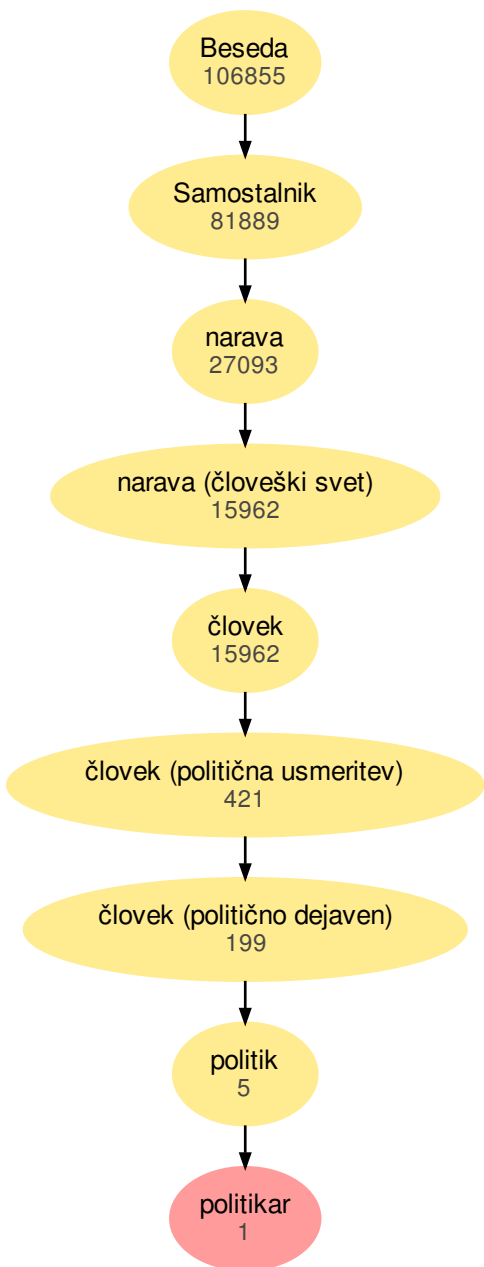 Beseda
106855
Samostalnik
81889
narava
27093
narava (človeški svet)
15962
človek
15962
človek (politična usmeritev)
421
človek (politično dejaven)
199
politik
5
politikar
1